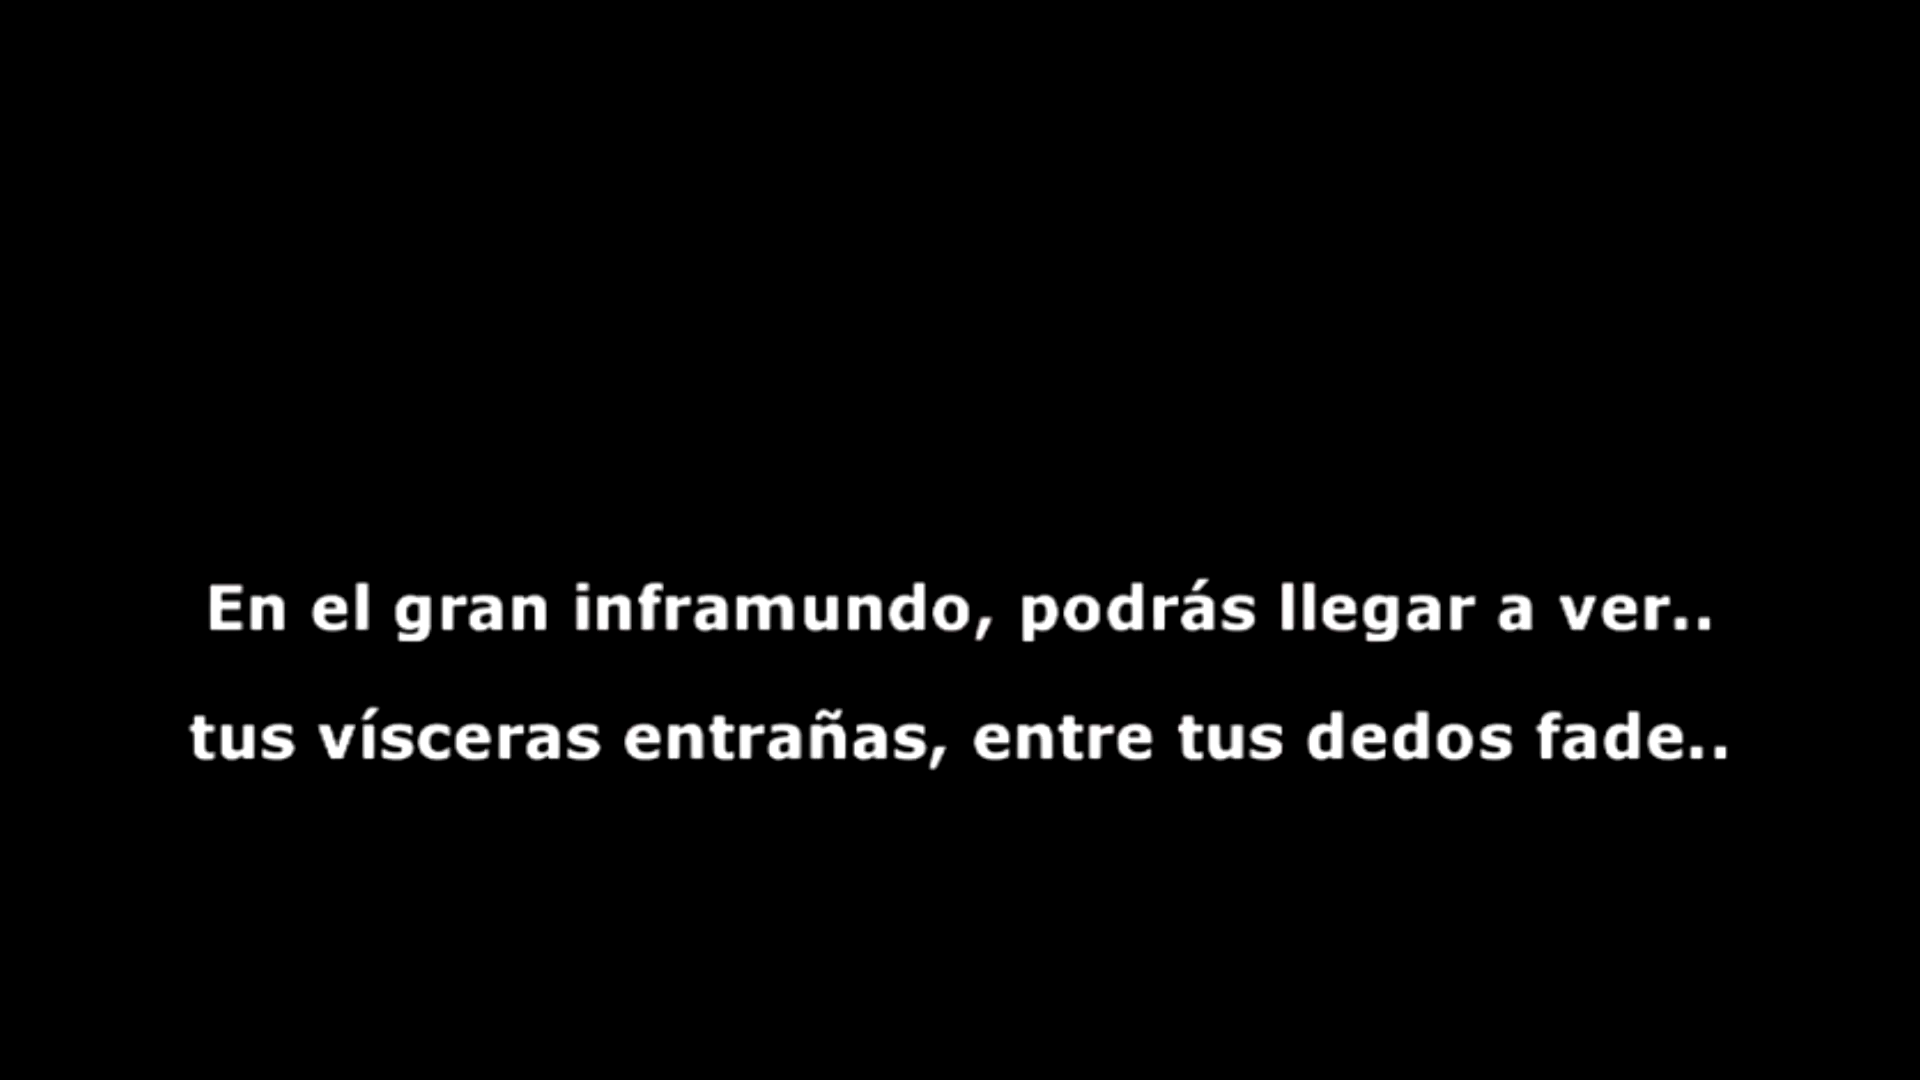 En el gran inframundo, podrás llegar a ver..
tus vísceras entrañas, entre tus dedos fade..